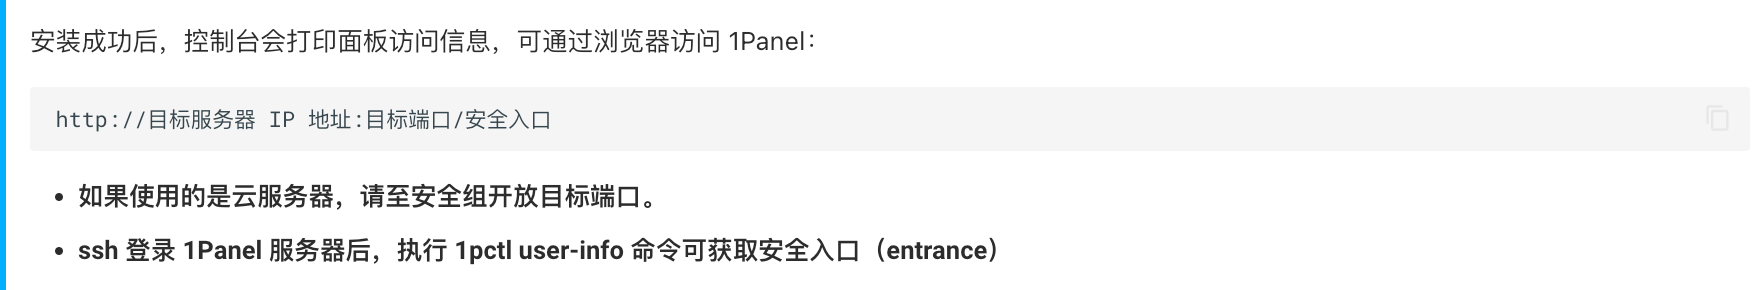 安装成功后，控制台会打印面板访问信息，可通过浏览器访问 1Panel：
http://目标服务器 IP 地址:目标端口/安全入口
• 如果使用的是云服务器，请至安全组开放目标端口。
• ssh 登录 1Panel 服务器后，执行 1pctl user-info 命令可获取安全入口（entrance）